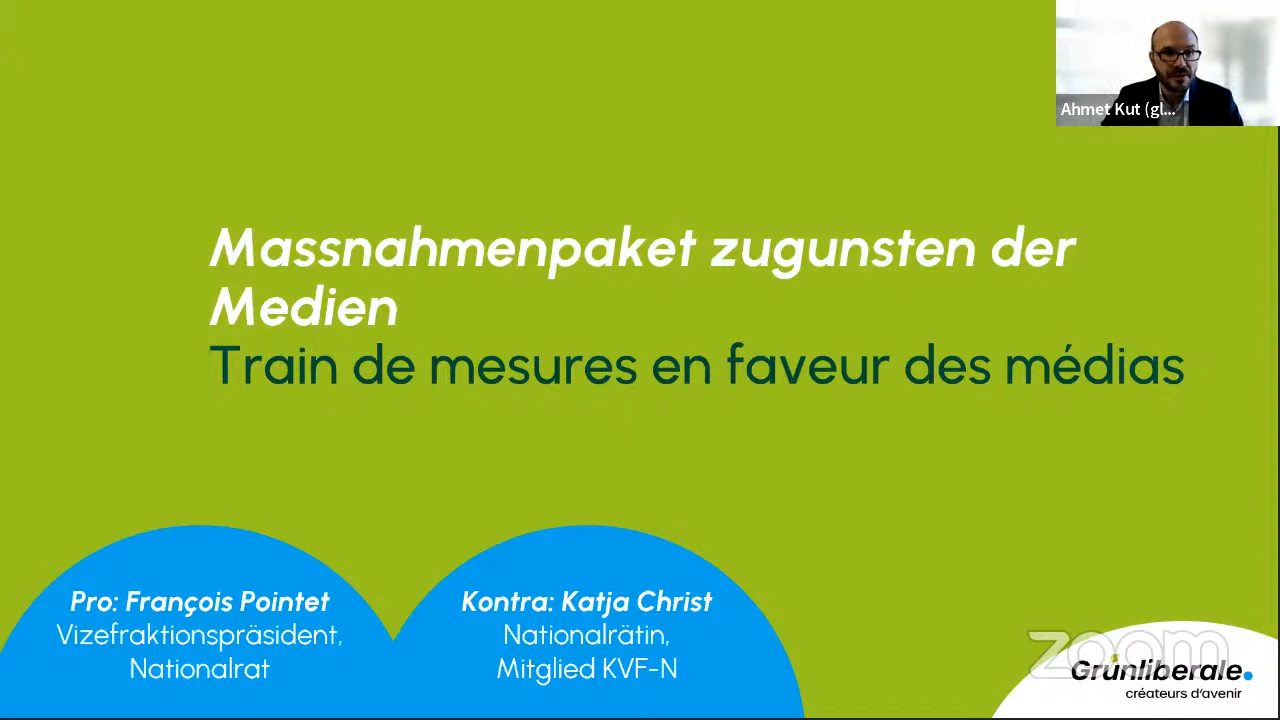 Ahmet Kut (gl...
Massnahmenpaket zugunsten der
Medien
Train de mesures en faveur des médias
Pro: François Pointet
Vizefraktionspräsident,
Nationalrat
Kontra: Katja Christ
Nationalrätin,
Mitglied KVF-N
zoom
Grünliberale.
créateurs d'avenir